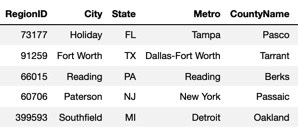 RegionID City State Metro CountyName
73177 Holiday FL Tampa Pasco
91259 Fort Worth TX Dallas-Fort Worth Tarrant
66015 Reading PA Reading Berks
60706 Paterson NJ New York Passaic
399593 Southfield MI Detroit Oakland